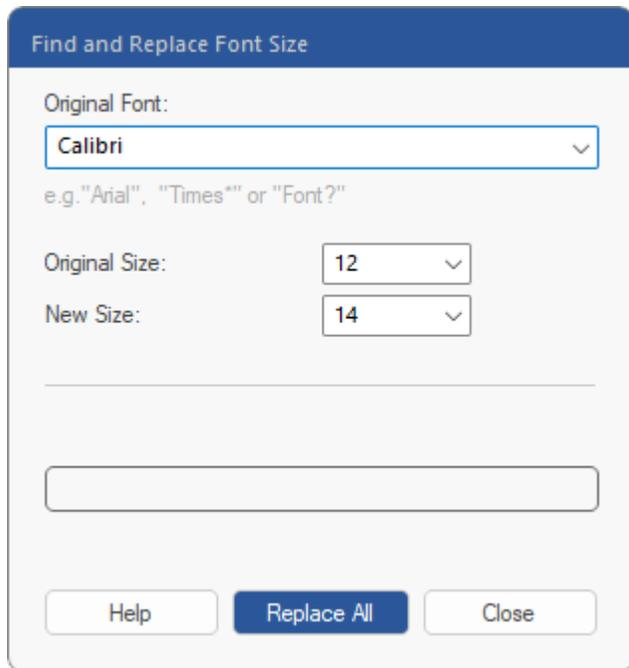 Find and Replace Font Size
Original Font:
Calibri
e.g."Arial", "Times*" or "Font?"
Original Size: 12
New Size: 14
Help Replace All Close